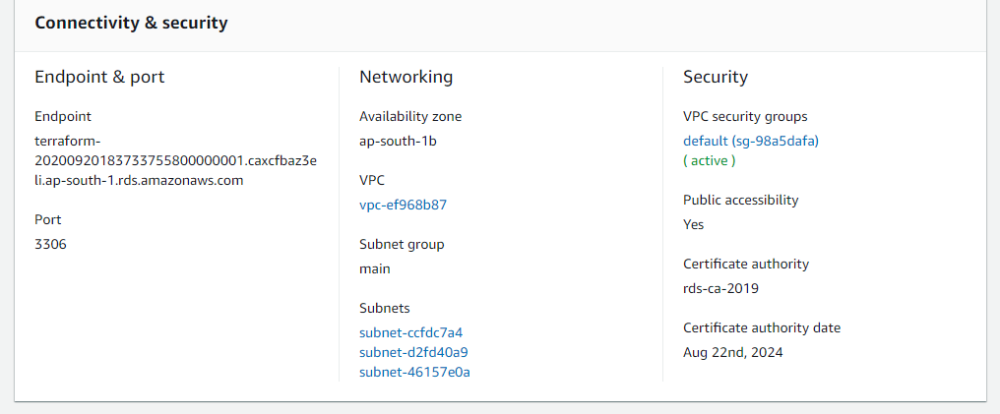 Connectivity & security
Endpoint & port
Endpoint
terraform-
20200920183733755800000001.caxcfbaz3e
li.ap-south-1.rds.amazonaws.com
Port
3306
Networking
Availability zone
ap-south-1b
VPC
vpc-ef968b87
Subnet group
main
Subnets
subnet-ccfdc7a4
subnet-d2fd40a9
subnet-46157e0a
Security
VPC security groups
default (sg-98a5dafa)
( active )
Public accessibility
Yes
Certificate authority
rds-ca-2019
Certificate authority date
Aug 22nd, 2024